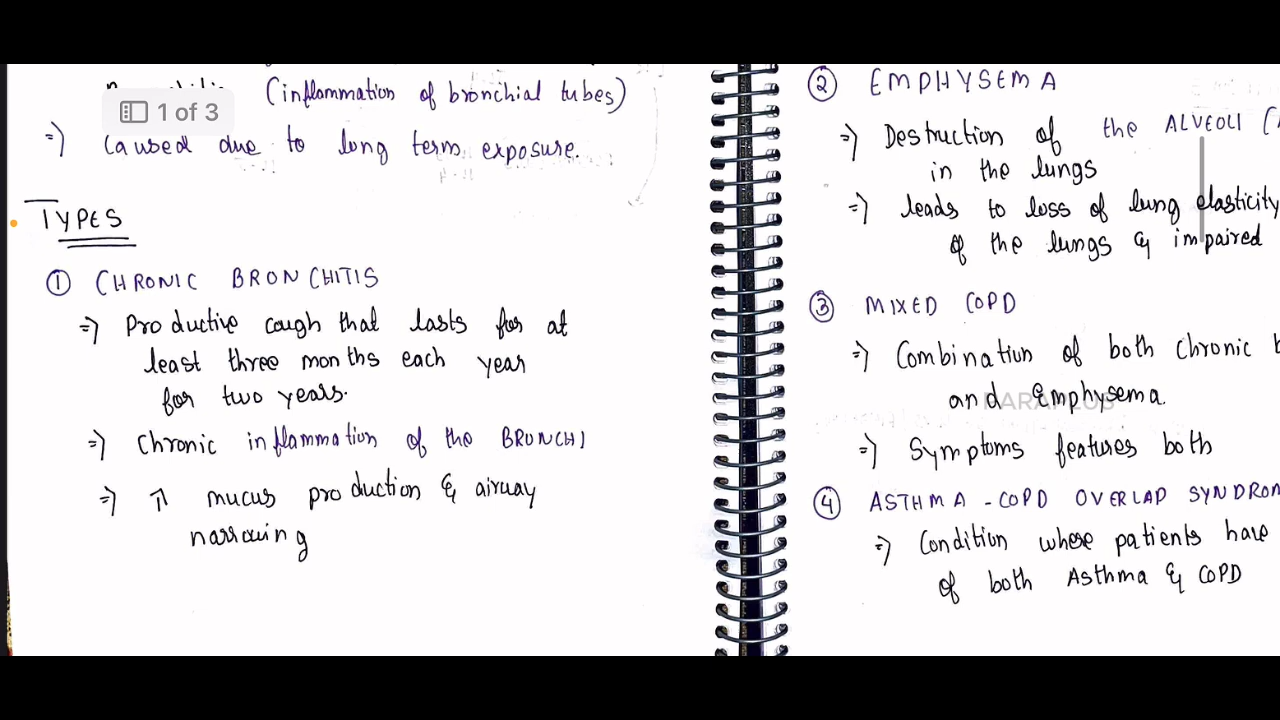 (inflammation of bronchial tubes)
1 of 3
=) Caused due to long term exposure.
TYPES
① CHRONIC BRONCHITIS
=) Productive cough that lasts for at
least three months each year
for two years.
=) Chronic inflammation of the BRONCHI
=) ⇈ mucus production & airway
narrowing
② EMPHYSEMA
=) Destruction of the ALVEOLI (
in the lungs
=) leads to loss of lung elasticity
of the lungs & impaired
③ MIXED COPD
=) Combination of both chronic
and Emphysema.
=) Symptoms features both
④ ASTHMA - COPD OVERLAP SYNDROM
=) Condition where patients have
of both Asthma & COPD